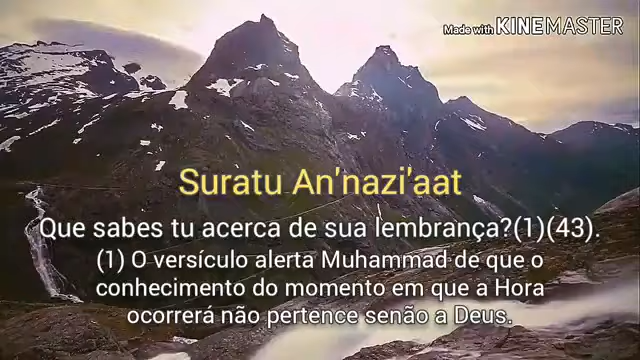 Made with KINEMASTER
Suratu An'nazi'aat
Que sabes tu acerca de sua lembrança?(1)(43).
(1) O versículo alerta Muhammad de que o
conhecimento do momento em que a Hora
ocorrerá não pertence senão a Deus.